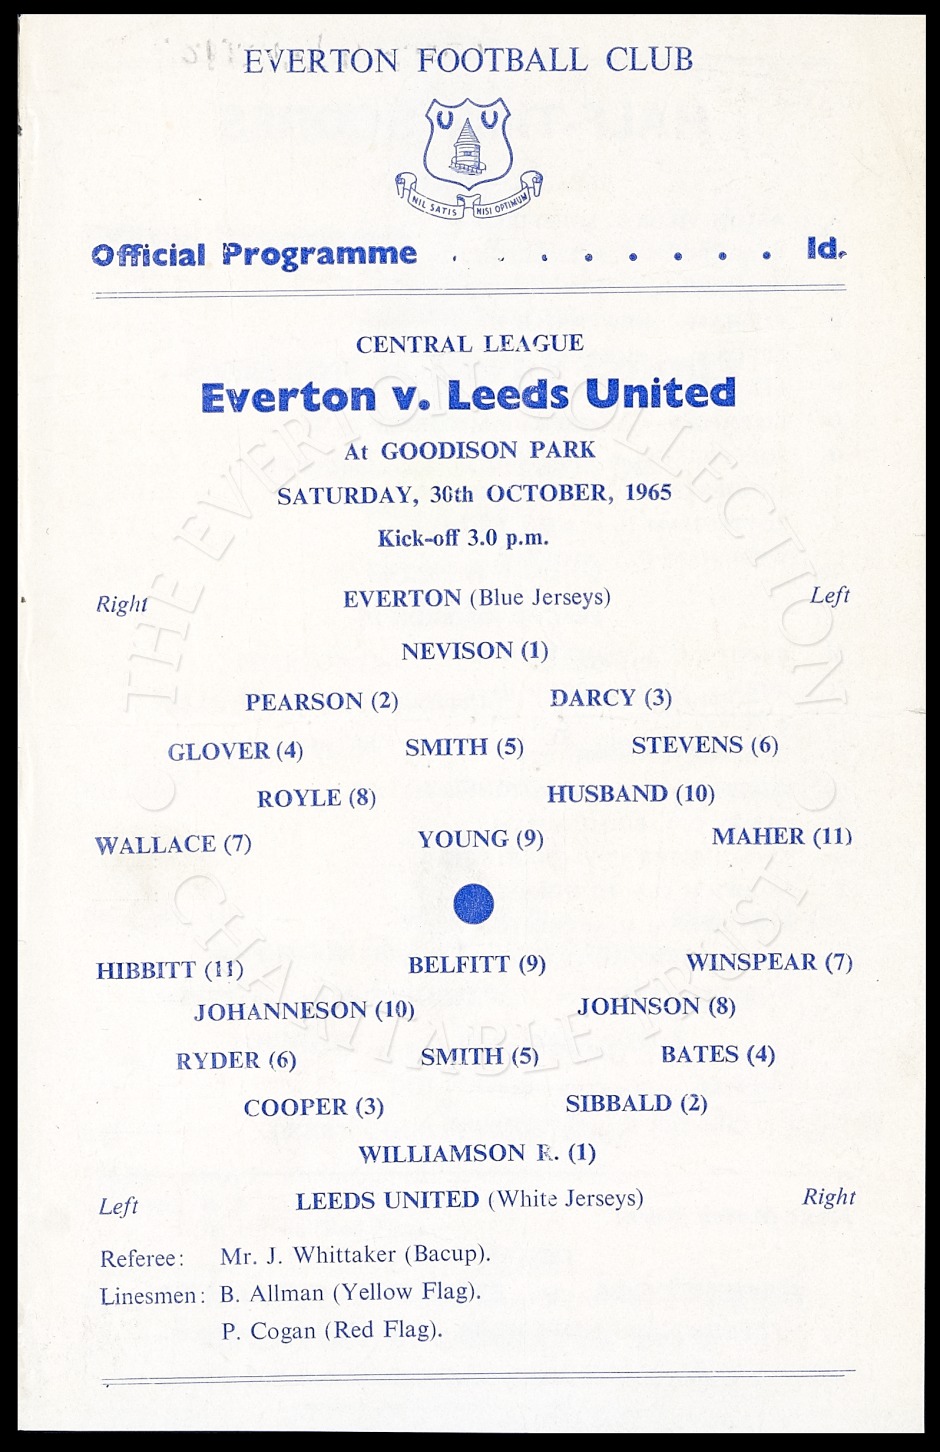 EVERTON FOOTBALL CLUB
NIL SATIS NISI OPTIMUM
Official Programme . . . . . . . . 1d.
CENTRAL LEAGUE
Everton v. Leeds United
At GOODISON PARK
SATURDAY, 30th OCTOBER, 1965
Kick-off 3.0 p.m.
Right EVERTON (Blue Jerseys) Left
NEVISON (1)
PEARSON (2) DARCY (3)
GLOVER (4) SMITH (5) STEVENS (6)
ROYLE (8) HUSBAND (10)
WALLACE (7) YOUNG (9) MAHER (11)
HIBBITT (11) BELFITT (9) WINSPEAR (7)
JOHANNESON (10) JOHNSON (8)
RYDER (6) SMITH (5) BATES (4)
COOPER (3) SIBBALD (2)
WILLIAMSON R. (1)
Left LEEDS UNITED (White Jerseys) Right
Referee: Mr. J. Whittaker (Bacup).
Linesmen: B. Allman (Yellow Flag).
P. Cogan (Red Flag).
THE EVERTON COLLECTION
CHARITABLE TRUST